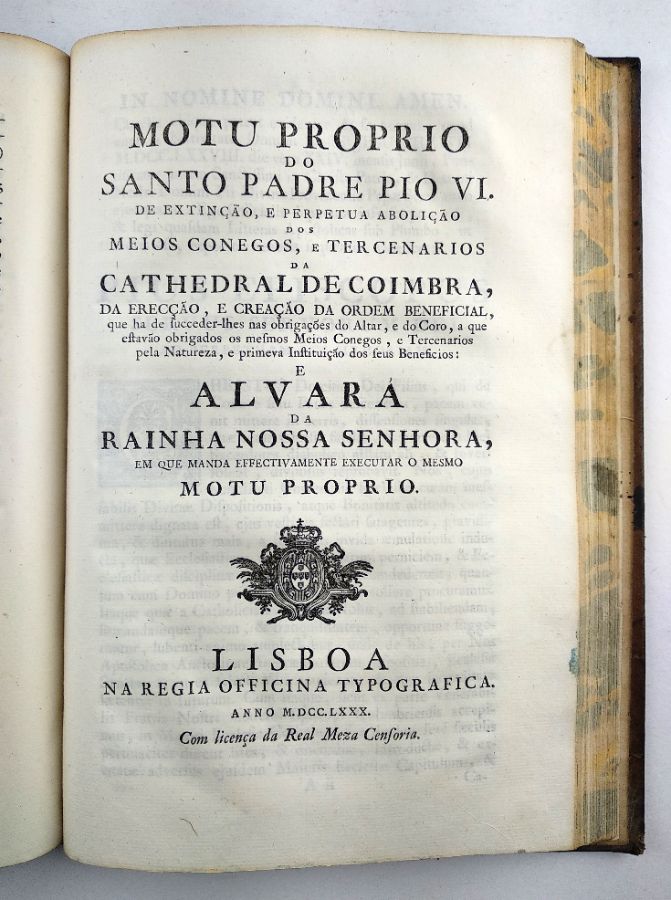 MOTU PROPRIO
DO
SANTO PADRE PIO VI.
DE EXTINÇÃO, E PERPETUA ABOLIÇÃO
DOS
MEIOS CONEGOS, E TERCENARIOS
DA
CATHEDRAL DE COIMBRA,
DA ERECÇÃO, E CREAÇÃO DA ORDEM BENEFICIAL,
que ha de ſucceder-lhes nas obrigações do Altar, e do Coro, a que
eſtavão obrigados os meſmos Meios Conegos, e Tercenarios
pela Natureza, e primeva Inſtituição dos ſeus Beneficios:
E
ALVARÁ
DA
RAINHA NOSSA SENHORA,
EM QUE MANDA EFFECTIVAMENTE EXECUTAR O MESMO
MOTU PROPRIO.
LISBOA
NA REGIA OFFICINA TYPOGRAFICA.
ANNO M.DCC.LXXX.
Com licença da Real Meza Cenſoria.